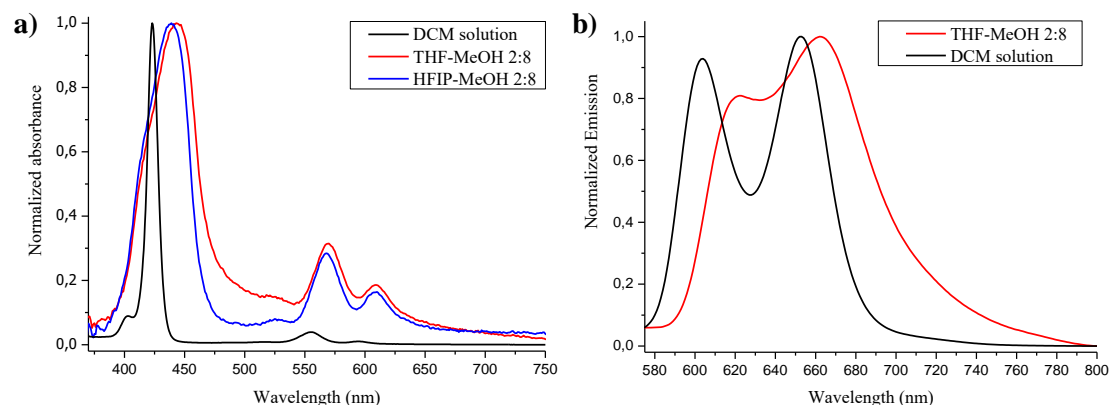 a)
Normalized absorbance
1,0
0,8
0,6
0,4
0,2
0,0
DCM solution
THF-MeOH 2:8
HFIP-MeOH 2:8
400 450 500 550 600 650 700 750
Wavelength (nm)
b)
Normalized Emission
1,0
0,8
0,6
0,4
0,2
0,0
THF-MeOH 2:8
DCM solution
580 600 620 640 660 680 700 720 740 760 780 800
Wavelength (nm)